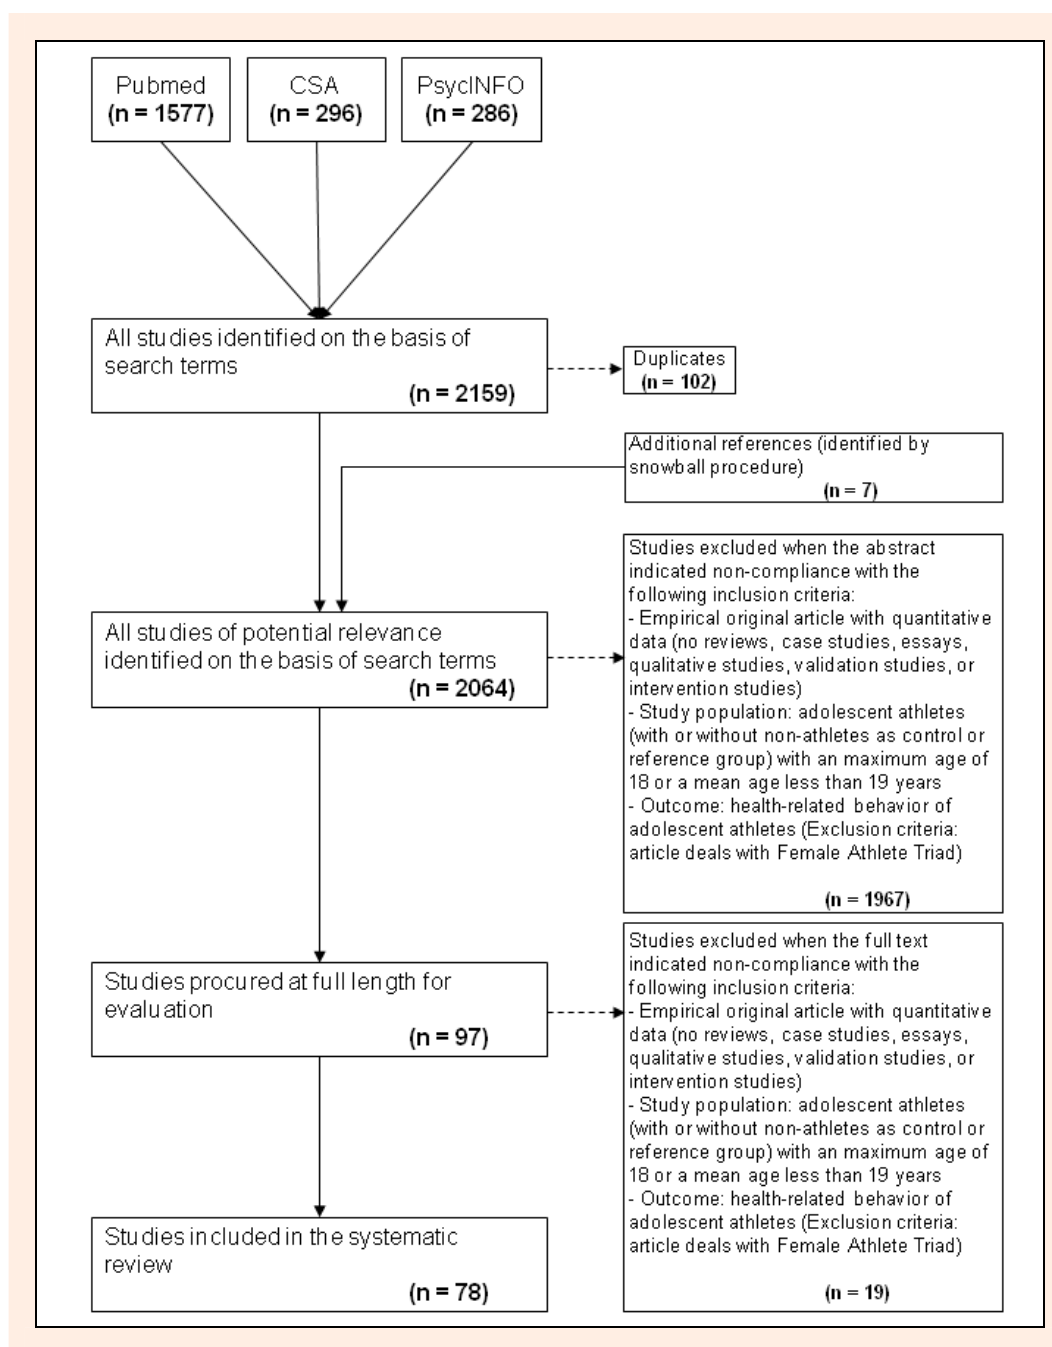 Pubmed
(n = 1577)
CSA
(n = 296)
PsycINFO
(n = 286)
All studies identified on the basis of
search terms
(n = 2159)
Duplicates
(n = 102)
Additional references (identified by
snowball procedure)
(n = 7)
All studies of potential relevance
identified on the basis of search terms
(n = 2064)
Studies excluded when the abstract
indicated non-compliance with the
following inclusion criteria:
- Empirical original article with quantitative
data (no reviews, case studies, essays,
qualitative studies, validation studies, or
intervention studies)
- Study population: adolescent athletes
(with or without non-athletes as control or
reference group) with an maximum age of
18 or a mean age less than 19 years
- Outcome: health-related behavior of
adolescent athletes (Exclusion criteria:
article deals with Female Athlete Triad)
(n = 1967)
Studies procured at full length for
evaluation
(n = 97)
Studies excluded when the full text
indicated non-compliance with the
following inclusion criteria:
- Empirical original article with quantitative
data (no reviews, case studies, essays,
qualitative studies, validation studies, or
intervention studies)
- Study population: adolescent athletes
(with or without non-athletes as control or
reference group) with an maximum age of
18 or a mean age less than 19 years
- Outcome: health-related behavior of
adolescent athletes (Exclusion criteria:
article deals with Female Athlete Triad)
(n = 19)
Studies included in the systematic
review
(n = 78)